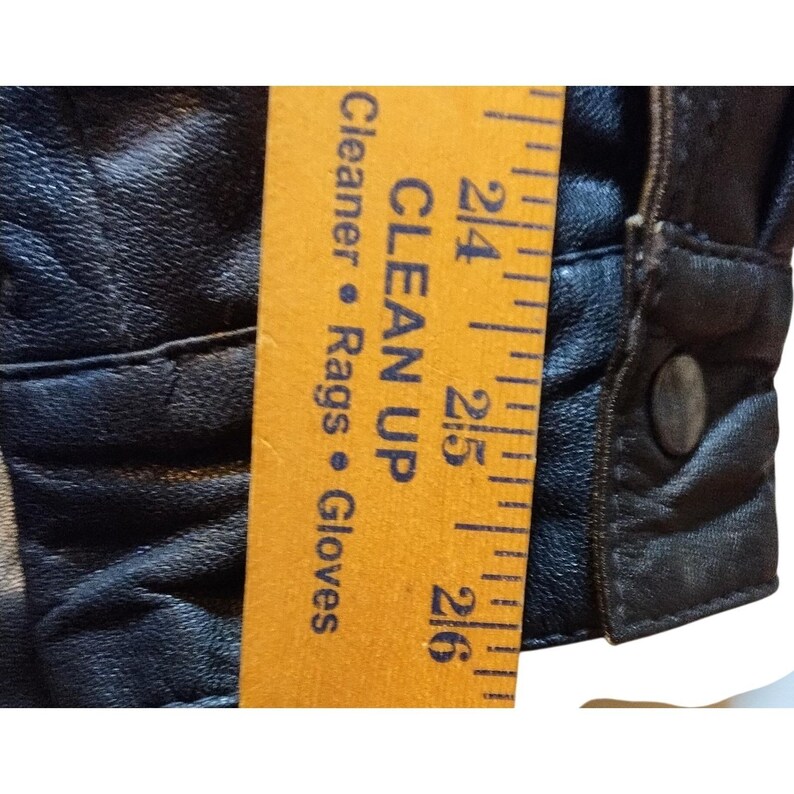 24
25
26
CLEAN UP
Cleaner • Rags • Gloves